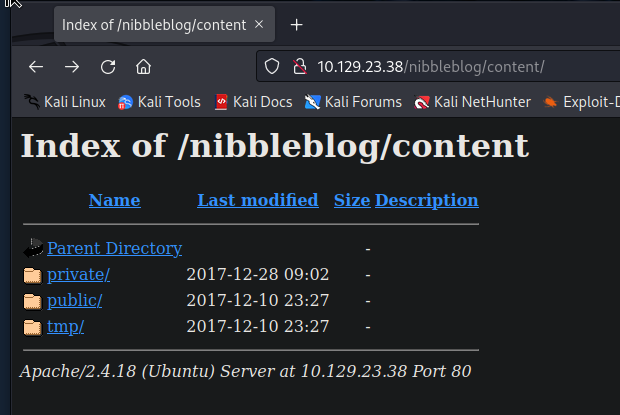 Index of /nibbleblog/content
10.129.23.38/nibbleblog/content/
Kali Linux Kali Tools Kali Docs Kali Forums Kali NetHunter Exploit-D
Index of /nibbleblog/content
Name Last modified Size Description
Parent Directory -
private/ 2017-12-28 09:02 -
public/ 2017-12-10 23:27 -
tmp/ 2017-12-10 23:27 -
Apache/2.4.18 (Ubuntu) Server at 10.129.23.38 Port 80